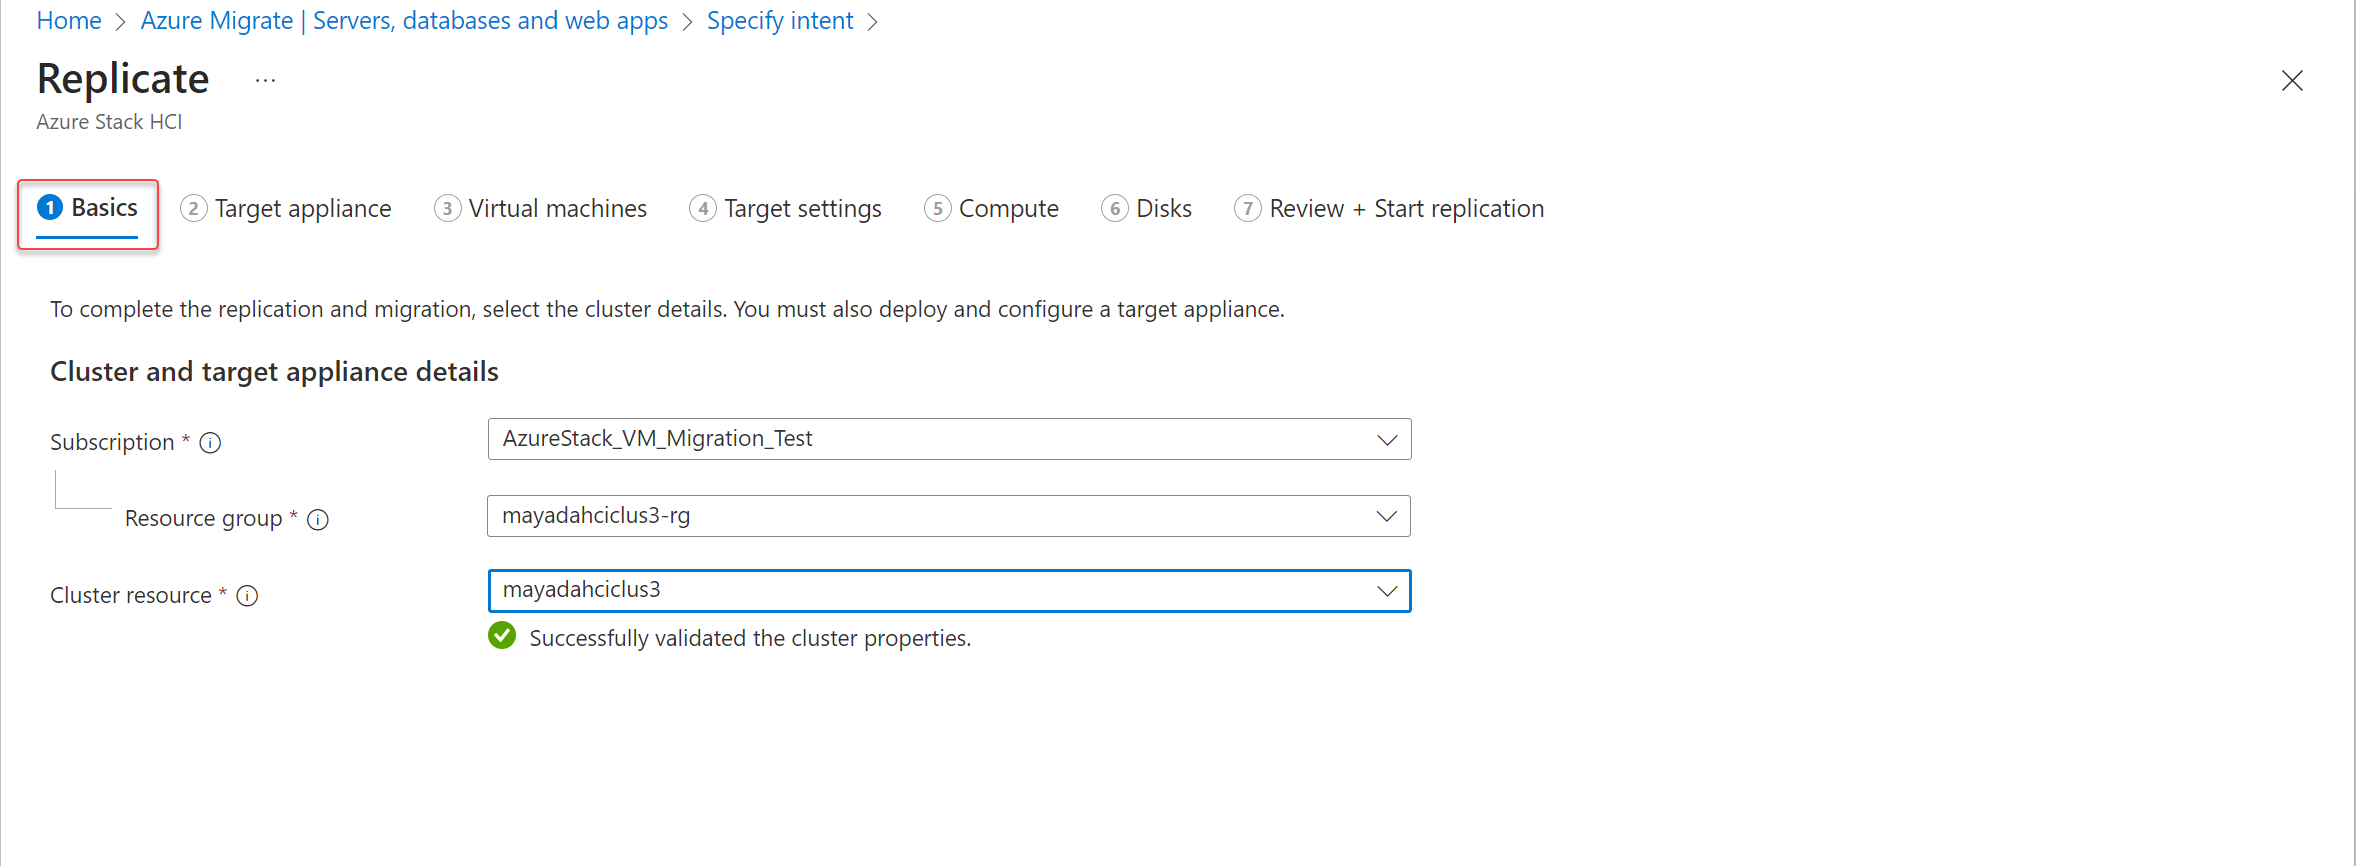 Home > Azure Migrate | Servers, databases and web apps > Specify intent >
Replicate ...
Azure Stack HCI
1 Basics 2 Target appliance 3 Virtual machines 4 Target settings 5 Compute 6 Disks 7 Review + Start replication
To complete the replication and migration, select the cluster details. You must also deploy and configure a target appliance.
Cluster and target appliance details
Subscription * AzureStack_VM_Migration_Test
Resource group * mayadahciclus3-rg
Cluster resource * mayadahciclus3
Successfully validated the cluster properties.